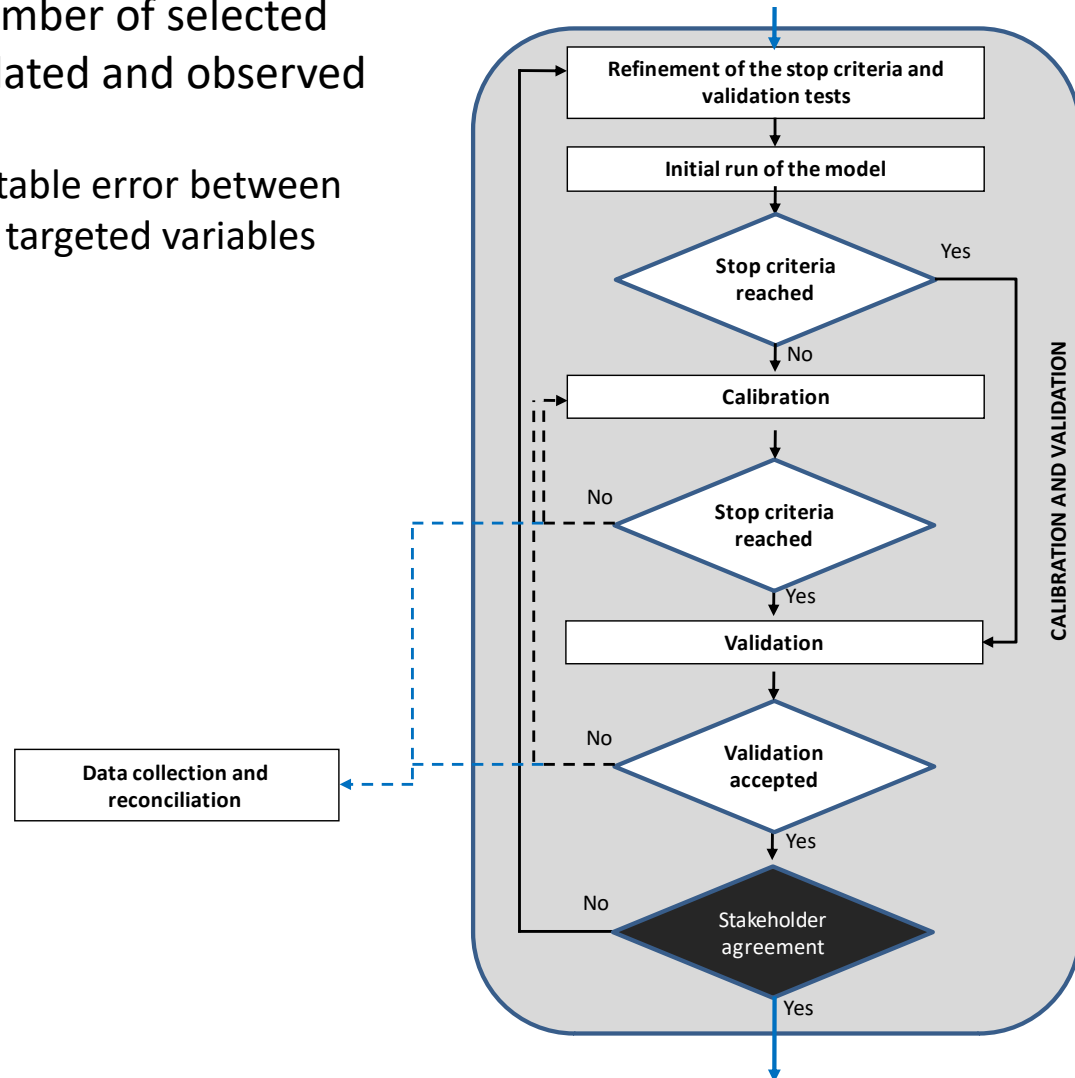 mber of selected
lated and observed
table error between
targeted variables
Refinement of the stop criteria and
validation tests
Initial run of the model
Stop criteria
reached
Yes
No
Calibration
No
Stop criteria
reached
Yes
Validation
CALIBRATION AND VALIDATION
No
Validation
accepted
Data collection and
reconciliation
Yes
No
Stakeholder
agreement
Yes